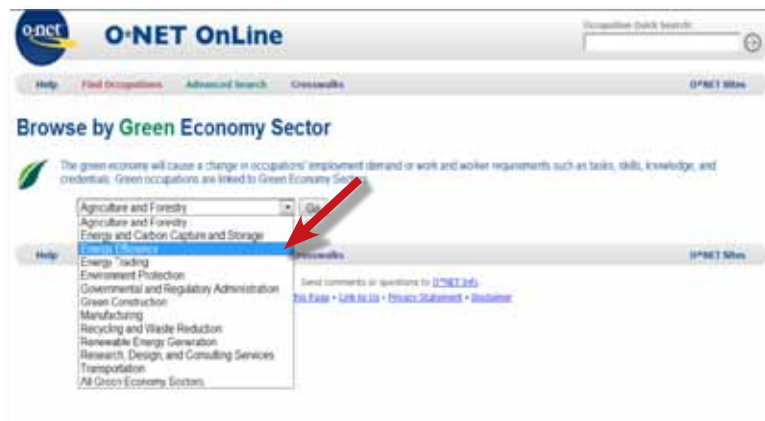 onet
O*NET OnLine
Occupation Quick Search:
Help Find Occupations Advanced Search Crosswalks O*NET Sites
Browse by Green Economy Sector
The green economy will cause a change in occupations' employment demand or work and worker requirements such as tasks, skills, knowledge, and
credentials. Green occupations are linked to Green Economy Sectors.
Agriculture and Forestry Go
Agriculture and Forestry
Energy and Carbon Capture and Storage
Energy Efficiency
Help Crosswalks O*NET Sites
Energy Trading
Environment Protection
Governmental and Regulatory Administration
Send comments or questions to O*NET Info.
Green Construction
this Page • Link to Us • Privacy Statement • Disclaimer
Manufacturing
Recycling and Waste Reduction
Renewable Energy Generation
Research, Design, and Consulting Services
Transportation
All Green Economy Sectors